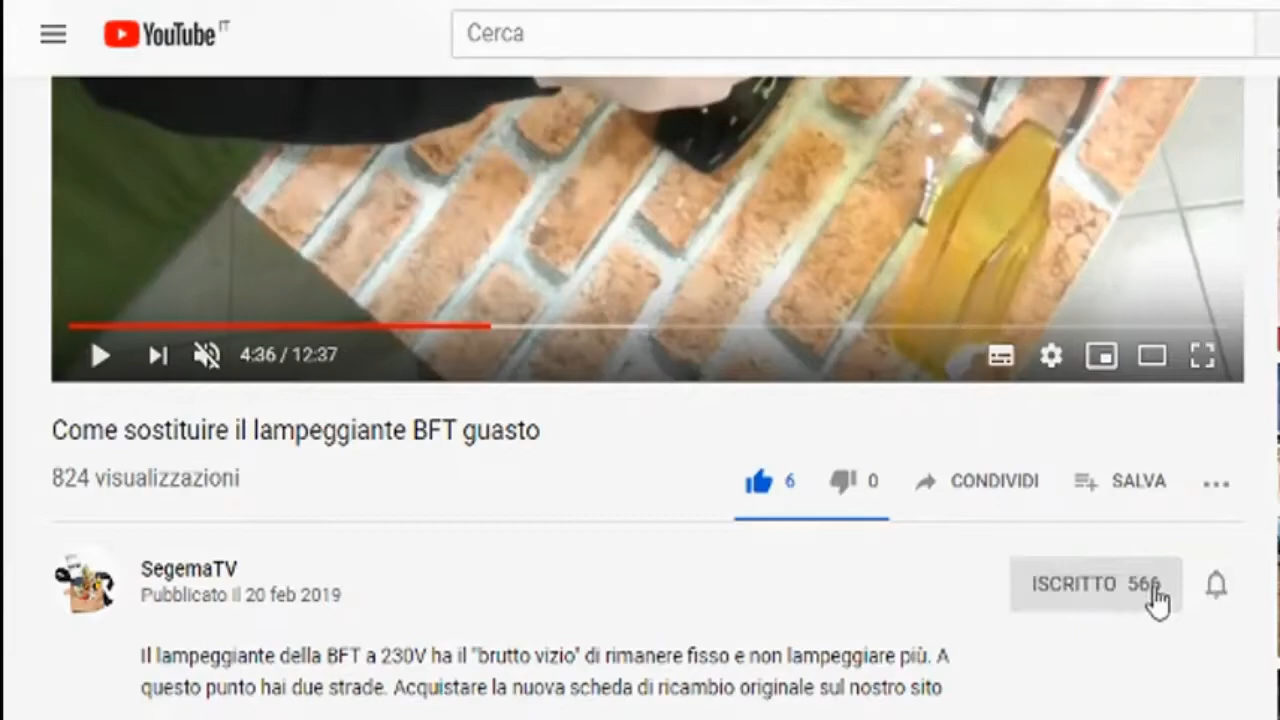 YouTube IT
Cerca
4:36 / 12:37
Come sostituire il lampeggiante BFT guasto
824 visualizzazioni
6
0
CONDIVIDI
SALVA
SegemaTV
Pubblicato il 20 feb 2019
ISCRITTO 566
Il lampeggiante della BFT a 230V ha il "brutto vizio" di rimanere fisso e non lampeggiare più. A
questo punto hai due strade. Acquistare la nuova scheda di ricambio originale sul nostro sito